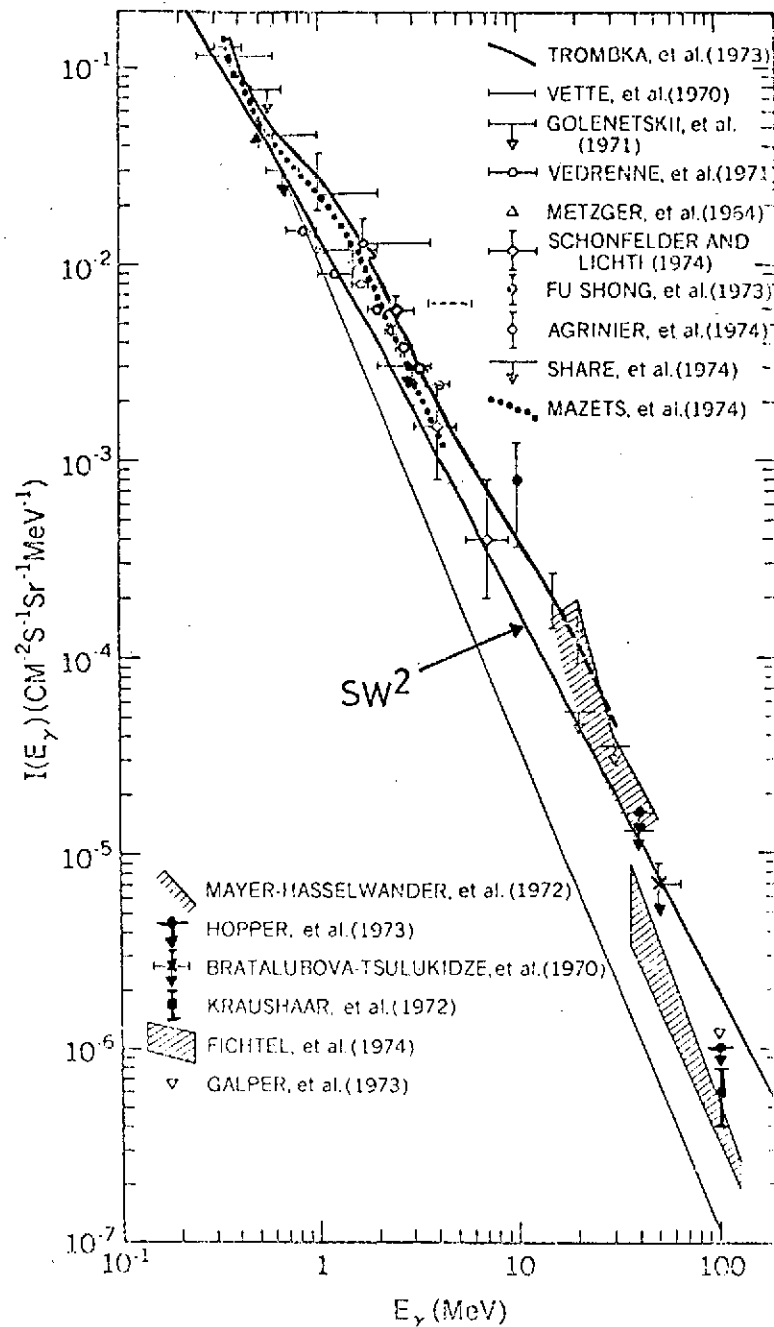 TROMBKA, et al.(1973)
VETTE, et al.(1970)
GOLENETSKII, et al.
(1971)
VEDRENNE, et al.(1971)
METZGER, et al.(1964)
SCHONFELDER AND
LICHTI (1974)
FU SHONG, et al.(1973)
AGRINIER, et al.(1974)
SHARE, et al.(1974)
MAZETS, et al.(1974)
SW²
MAYER-HASSELWANDER, et al.(1972)
HOPPER, et al.(1973)
BRATALUBOVA-TSULUKIDZE, et al.(1970)
KRAUSHAAR, et al.(1972)
FICHTEL, et al.(1974)
GALPER, et al.(1973)
I(Eγ)(CM⁻²S⁻¹Sr⁻¹MeV⁻¹)
10⁻¹
10⁻²
10⁻³
10⁻⁴
10⁻⁵
10⁻⁶
10⁻⁷
10⁻¹ 1 10 100
Eγ (MeV)